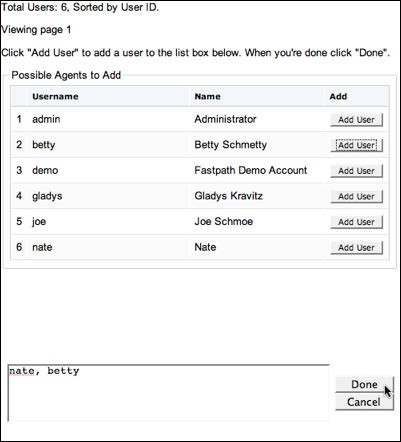 Total Users: 6, Sorted by User ID.
Viewing page 1
Click "Add User" to add a user to the list box below. When you're done click "Done".
Possible Agents to Add
Username Name Add
1 admin Administrator Add User
2 betty Betty Schmetty Add User
3 demo Fastpath Demo Account Add User
4 gladys Gladys Kravitz Add User
5 joe Joe Schmoe Add User
6 nate Nate Add User
nate, betty
Done
Cancel